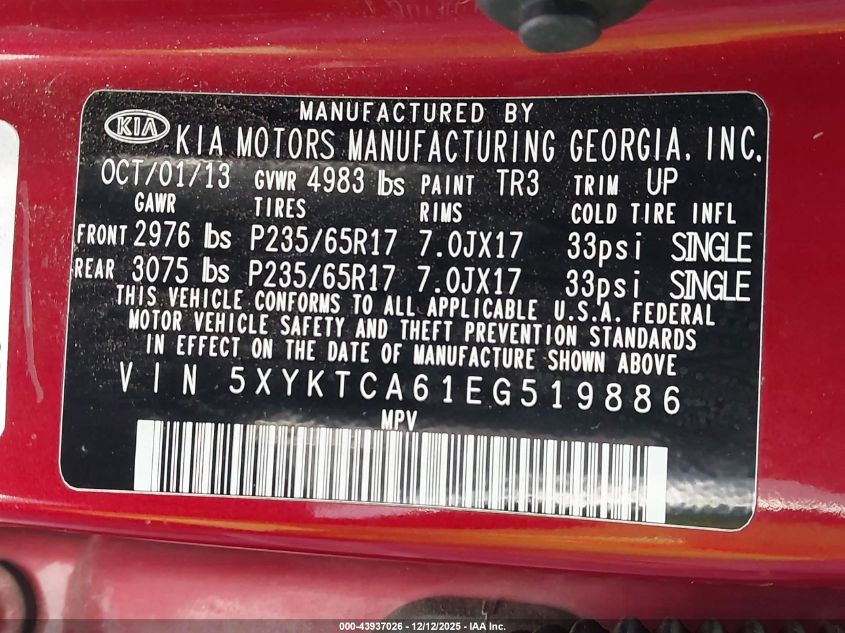 MANUFACTURED BY
KIA KIA MOTORS MANUFACTURING GEORGIA, INC.
OCT/01/13 GVWR 4983 lbs PAINT TR3 TRIM UP
GAWR TIRES RIMS COLD TIRE INFL
FRONT 2976 lbs P235/65R17 7.0JX17 33psi SINGLE
REAR 3075 lbs P235/65R17 7.0JX17 33psi SINGLE
THIS VEHICLE CONFORMS TO ALL APPLICABLE U.S.A. FEDERAL
MOTOR VEHICLE SAFETY AND THEFT PREVENTION STANDARDS
IN EFFECT ON THE DATE OF MANUFACTURE SHOWN ABOVE
VIN 5XYKTCA61EG519886
MPV
000-43937026 - 12/12/2025 - IAA Inc.